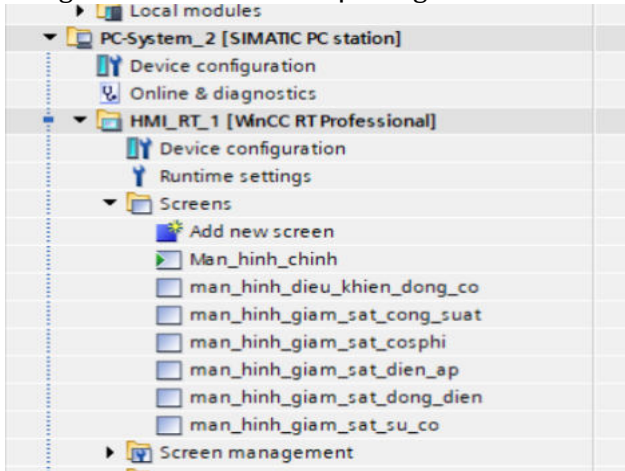 Local modules
PC-System_2 [SIMATIC PC station]
Device configuration
Online & diagnostics
HMI_RT_1 [WinCC RT Professional]
Device configuration
Runtime settings
Screens
Add new screen
Man_hinh_chinh
man_hinh_dieu_khien_dong_co
man_hinh_giam_sat_cong_suat
man_hinh_giam_sat_cosphi
man_hinh_giam_sat_dien_ap
man_hinh_giam_sat_dong_dien
man_hinh_giam_sat_su_co
Screen management